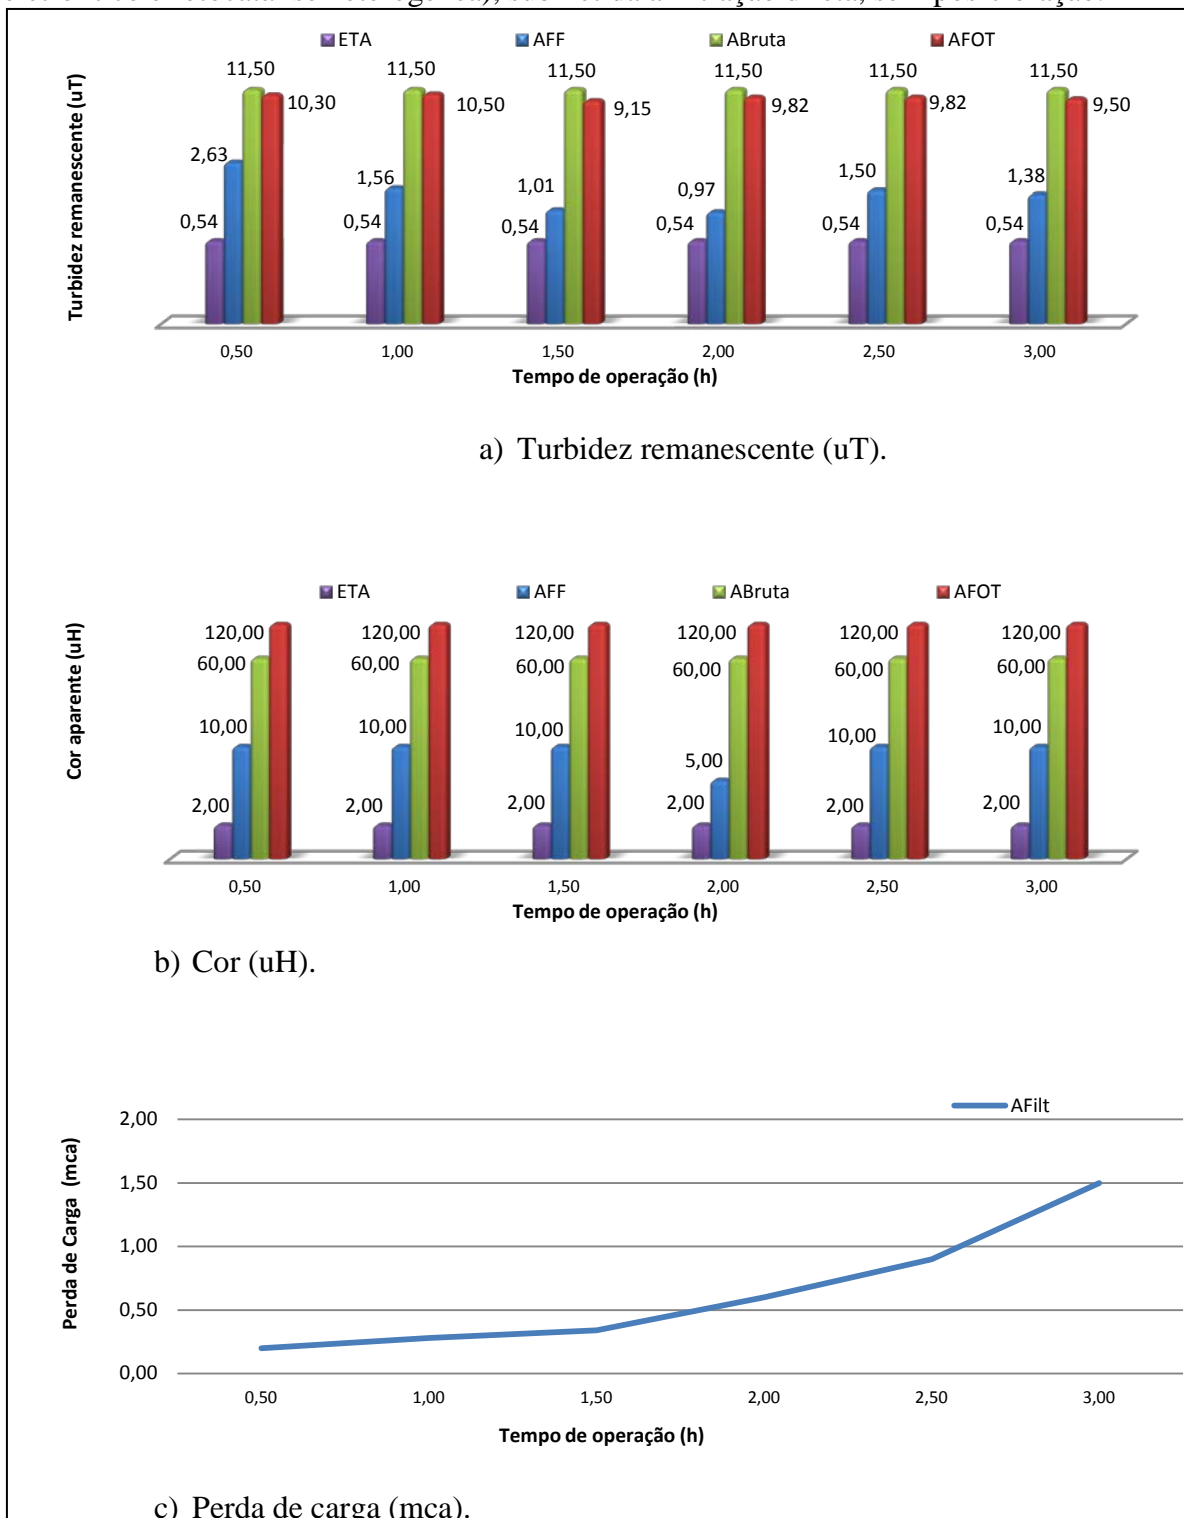 submetida a filtração direta, sem pós-cloração.
ETA AFF ABruta AFOT
11,50 11,50 11,50 11,50 11,50 11,50
10,30 10,50 9,15 9,82 9,82 9,50
2,63 1,56 1,01 0,97 1,50 1,38
0,54 0,54 0,54 0,54 0,54 0,54
Turbidez remanescente (uT)
0,50 1,00 1,50 2,00 2,50 3,00
Tempo de operação (h)
a) Turbidez remanescente (uT).
ETA AFF ABruta AFOT
120,00 120,00 120,00 120,00 120,00 120,00
60,00 60,00 60,00 60,00 60,00 60,00
10,00 10,00 10,00 5,00 10,00 10,00
2,00 2,00 2,00 2,00 2,00 2,00
Cor aparente (uH)
0,50 1,00 1,50 2,00 2,50 3,00
Tempo de operação (h)
b) Cor (uH).
AFilt
2,00
1,50
1,00
0,50
0,00
Perda de Carga (mca)
0,50 1,00 1,50 2,00 2,50 3,00
Tempo de operação (h)
c) Perda de carga (mca).